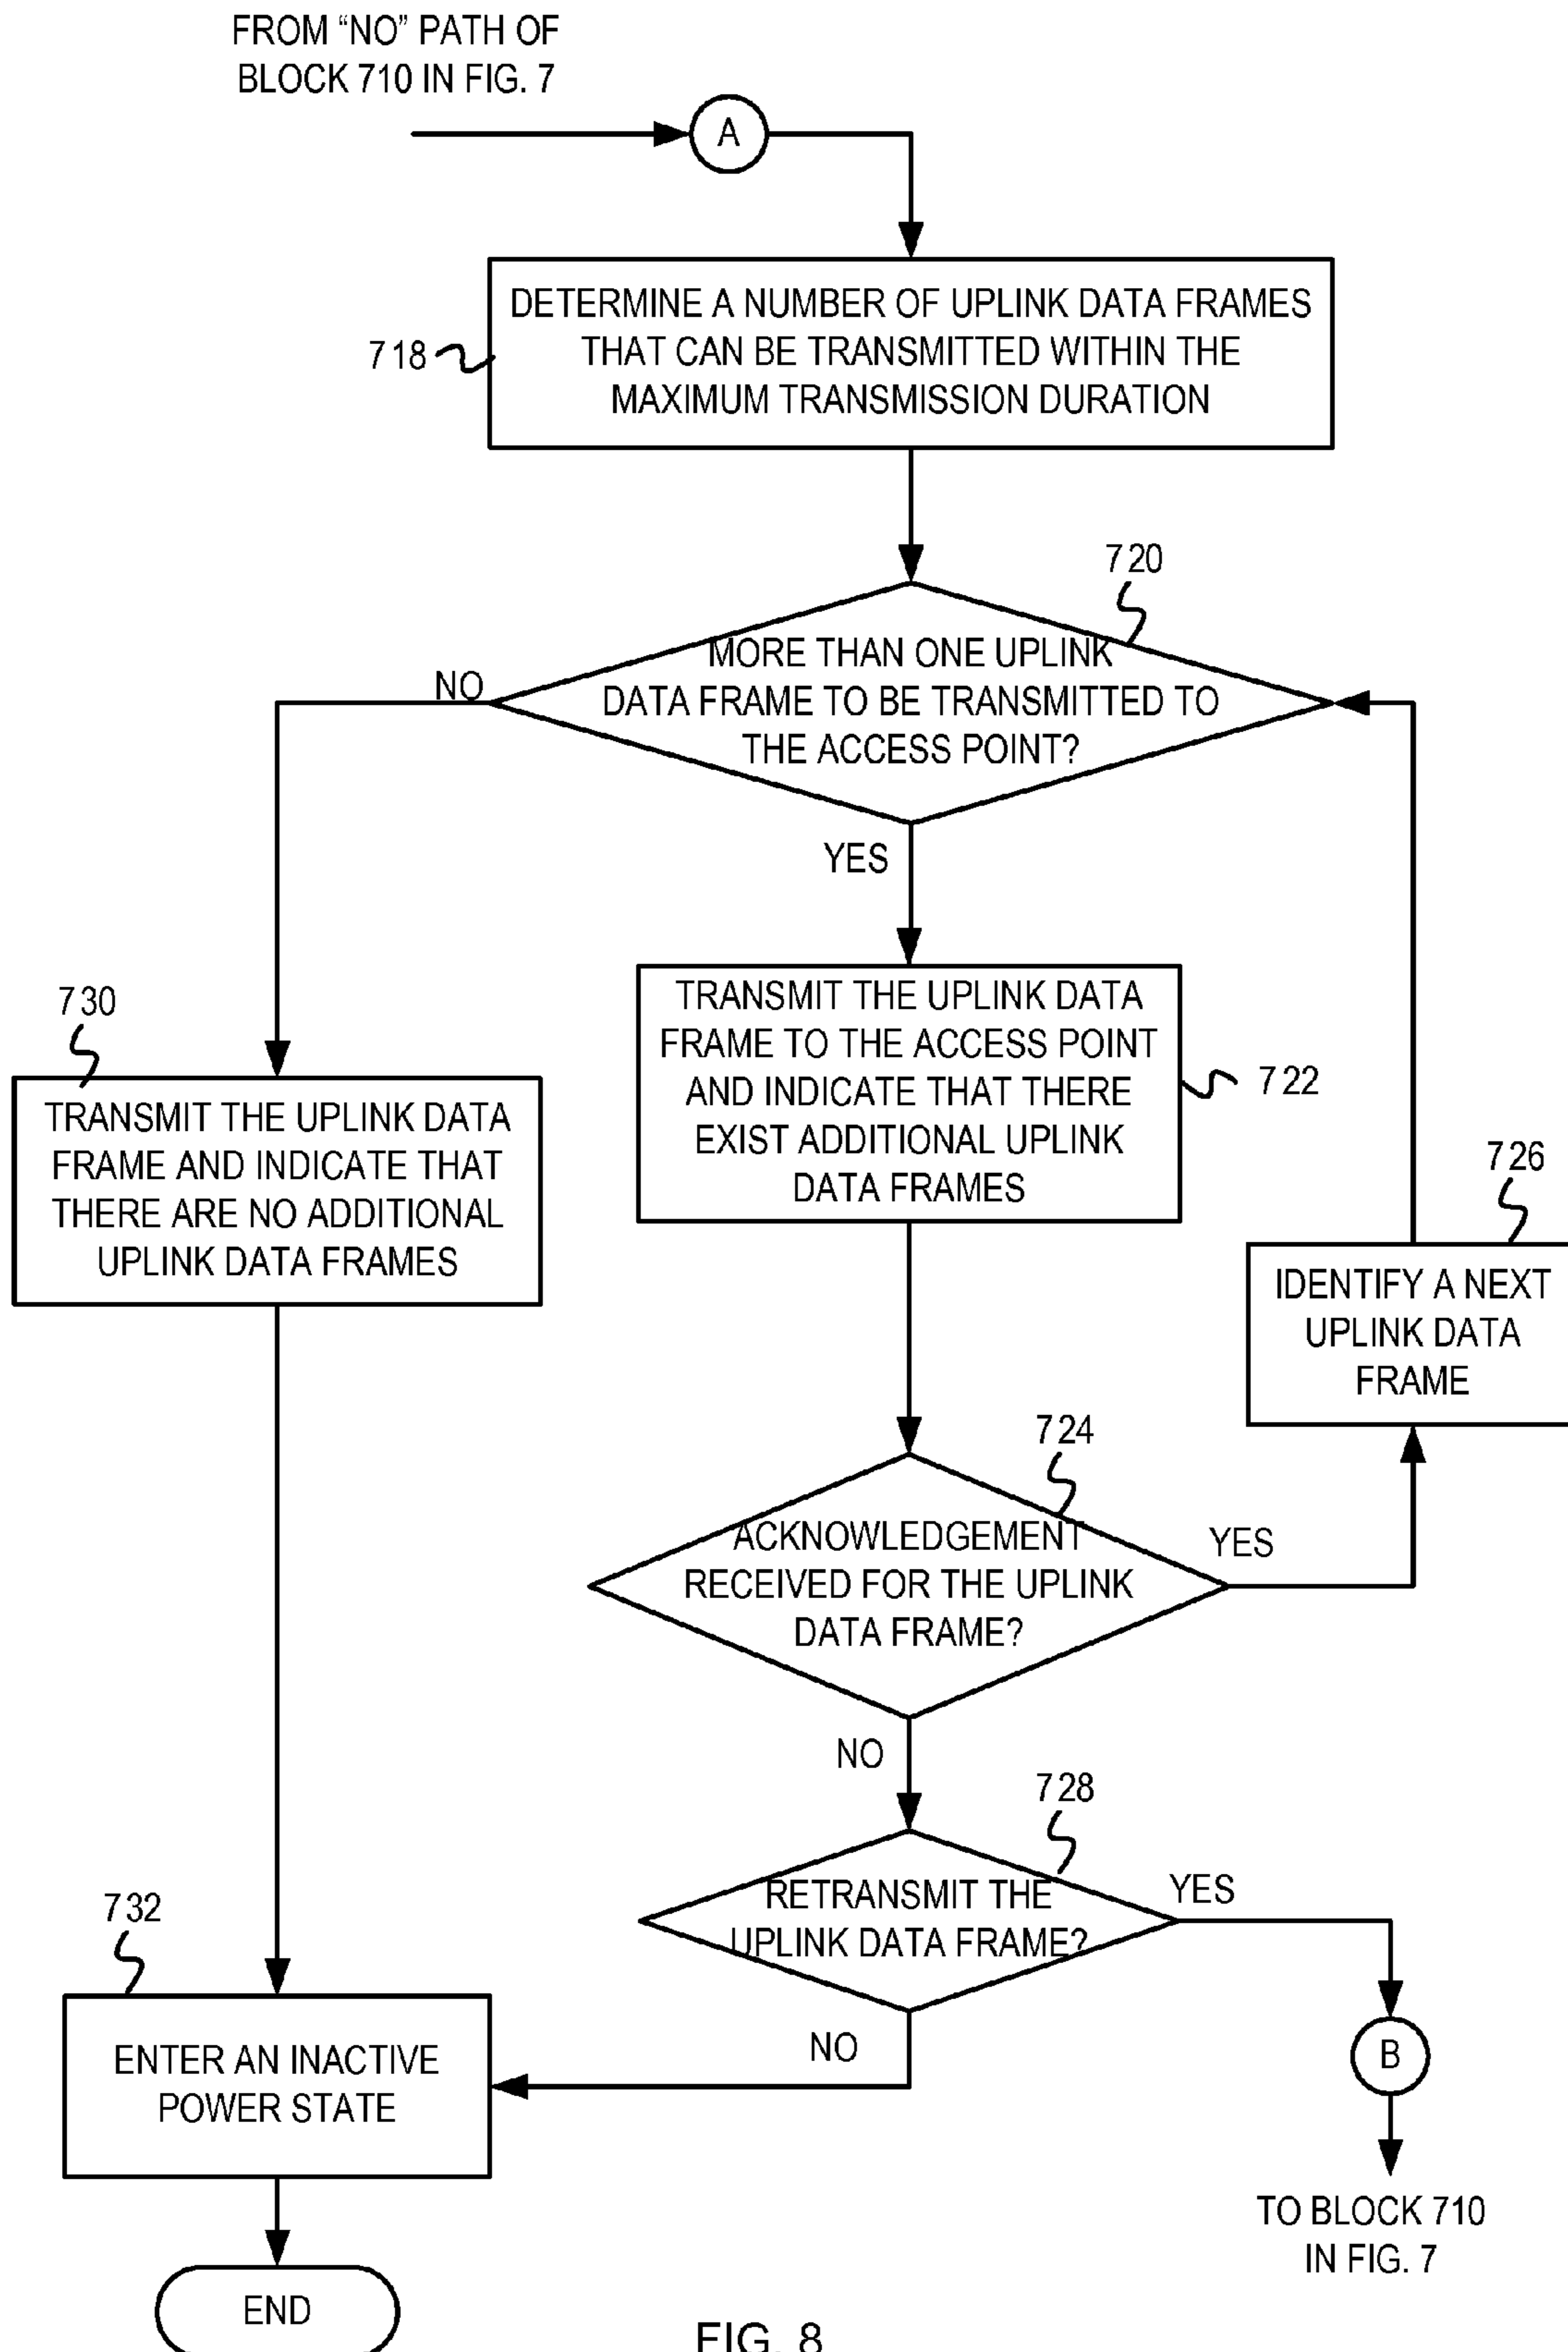 FROM “NO” PATH OF
BLOCK 710 IN FIG. 7
A
DETERMINE A NUMBER OF UPLINK DATA FRAMES
THAT CAN BE TRANSMITTED WITHIN THE
MAXIMUM TRANSMISSION DURATION
718
720
MORE THAN ONE UPLINK
DATA FRAME TO BE TRANSMITTED TO
THE ACCESS POINT?
NO
YES
730
TRANSMIT THE UPLINK DATA
FRAME AND INDICATE THAT
THERE ARE NO ADDITIONAL
UPLINK DATA FRAMES
TRANSMIT THE UPLINK DATA
FRAME TO THE ACCESS POINT
AND INDICATE THAT THERE
EXIST ADDITIONAL UPLINK
DATA FRAMES
722
726
IDENTIFY A NEXT
UPLINK DATA
FRAME
724
ACKNOWLEDGEMENT
RECEIVED FOR THE UPLINK
DATA FRAME?
YES
NO
728
RETRANSMIT THE
UPLINK DATA FRAME?
YES
NO
732
ENTER AN INACTIVE
POWER STATE
B
TO BLOCK 710
IN FIG. 7
END
FIG. 8